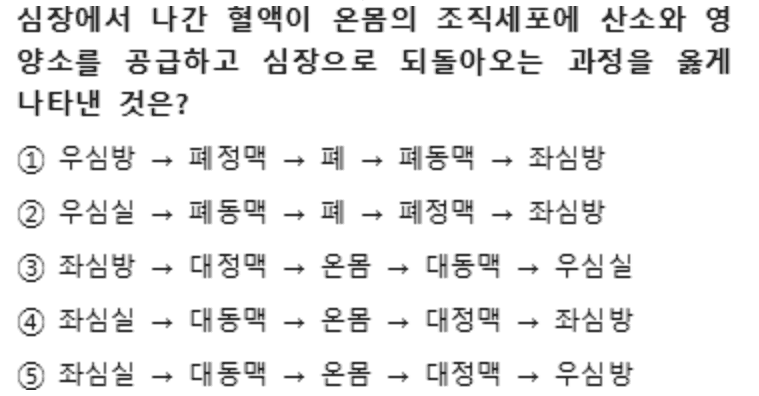 심장에서 나간 혈액이 온몸의 조직세포에 산소와 영
양소를 공급하고 심장으로 되돌아오는 과정을 옳게
나타낸 것은?
① 우심방 → 폐정맥 → 폐 → 폐동맥 → 좌심방
② 우심실 → 폐동맥 → 폐 → 폐정맥 → 좌심방
③ 좌심방 → 대정맥 → 온몸 → 대동맥 → 우심실
④ 좌심실 → 대동맥 → 온몸 → 대정맥 → 좌심방
⑤ 좌심실 → 대동맥 → 온몸 → 대정맥 → 우심방